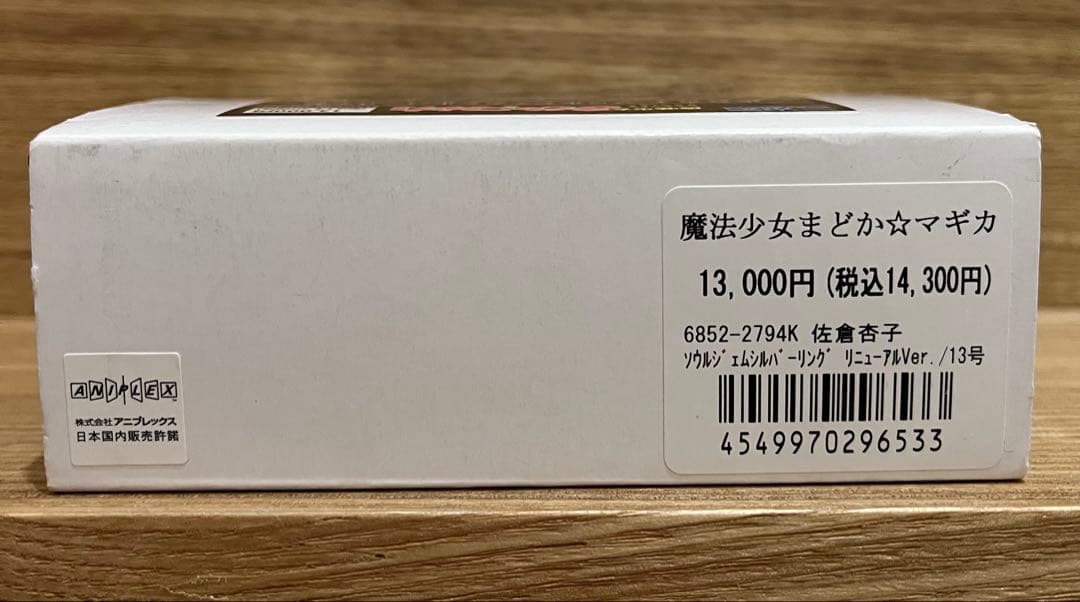 魔法少女まどか☆マギカ
13,000円(税込14,300円)
6852-2794K 佐倉杏子
ｿｳﾙｼﾞｪﾑｼﾙﾊﾞｰﾘﾝｸﾞ ﾘﾆｭｰｱﾙVer./13号
4549970296533
ANIPLEX
株式会社アニプレックス
日本国内販売許諾